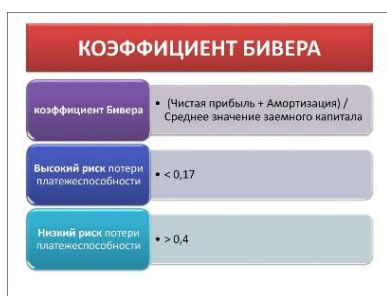 КОЭФФИЦИЕНТ БИВЕРА
коэффициент Бивера
• (Чистая прибыль + Амортизация) /
Среднее значение заемного капитала
Высокий риск потери
платежеспособности
• < 0,17
Низкий риск потери
платежеспособности
• > 0,4